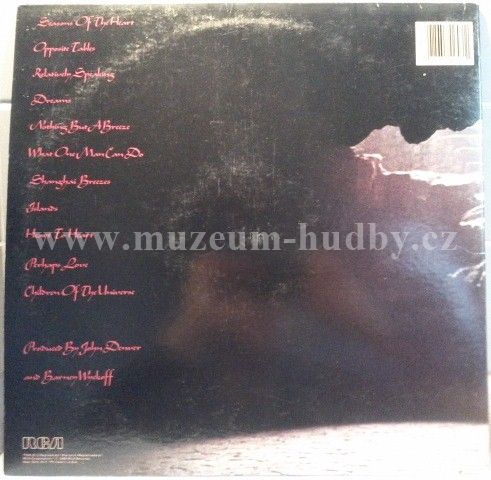 Seasons Of The Heart
Opposite Tables
Relatively Speaking
Dreams
Nothing But A Breeze
What One Man Can Do
Shanghai Breezes
Islands
Heart To Heart
www.muzeum-hudby.cz
Perhaps Love
Children Of The Universe
Produced By John Denver
and Barney Wyckoff
RCA